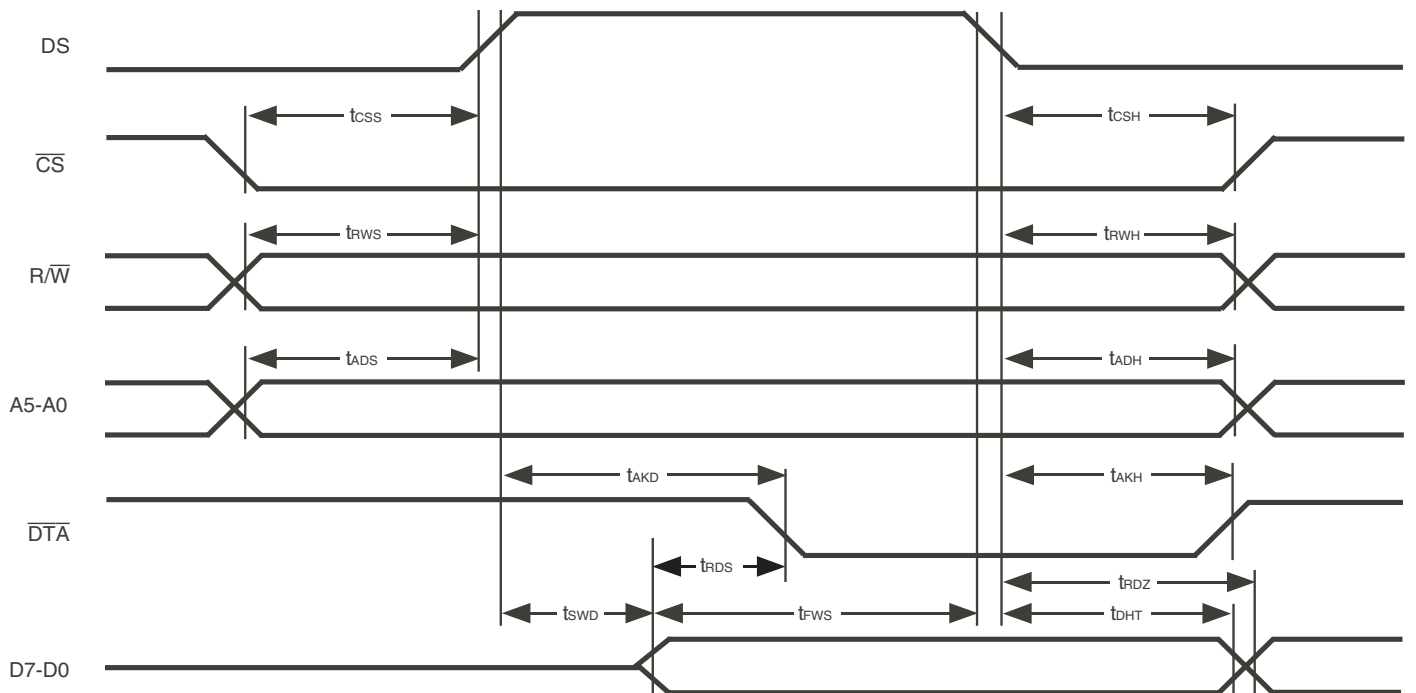 DS
tCSS
tCSH
CS
tRWS
tRWH
R/W
tADS
tADH
A5-A0
tAKD
tAKH
DTA
tRDS
tRDZ
tSWD
tFWS
tDHT
D7-D0